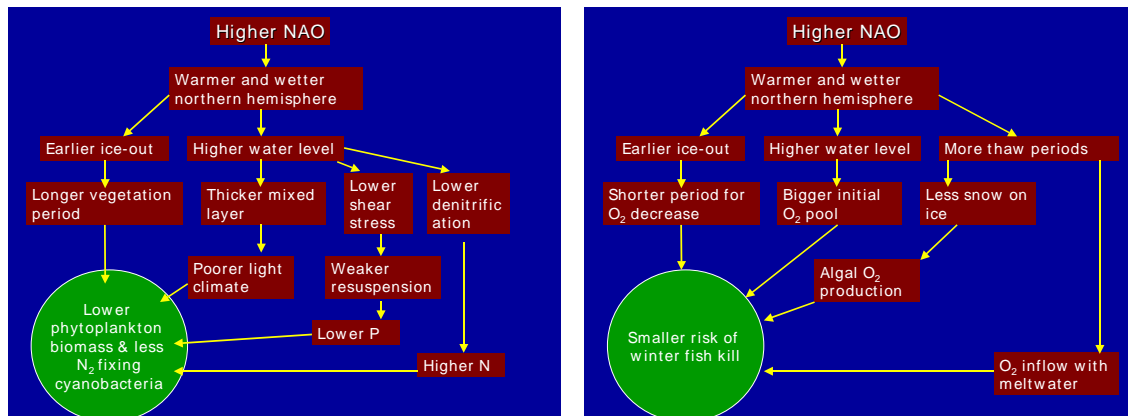 Higher NAO
Warmer and wetter
northern hemisphere
Earlier ice-out
Higher water level
Longer vegetation
period
Thicker mixed
layer
Lower
shear
stress
Lower
denitrific
ation
Poorer light
climate
Weaker
resuspension
Lower P
Higher N
Lower
phytoplankton
biomass & less
N₂ fixing
cyanobacteria
Higher NAO
Warmer and wetter
northern hemisphere
Earlier ice-out
Higher water level
More thaw periods
Shorter period for
O₂ decrease
Bigger initial
O₂ pool
Less snow on
ice
Algal O₂
production
Smaller risk of
winter fish kill
O₂ inflow with
meltwater